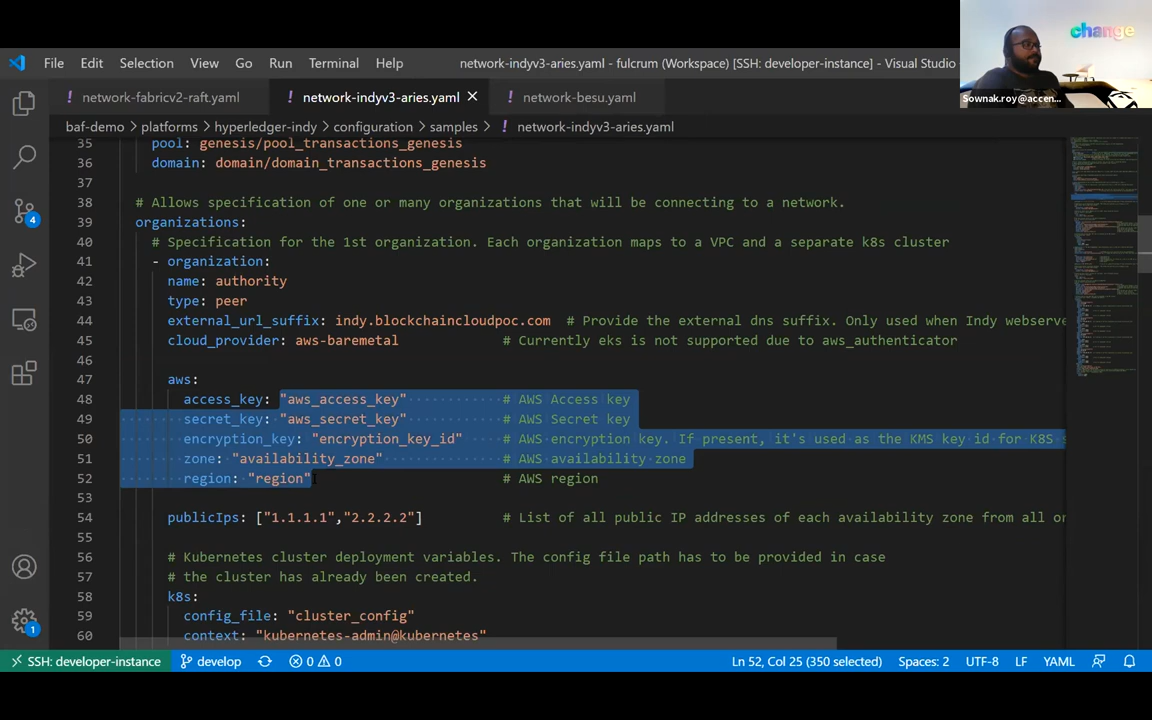 change
Sownak.roy@accen...
File Edit Selection View Go Run Terminal Help
network-indyv3-aries.yaml - fulcrum (Workspace) [SSH: developer-instance] - Visual Studio
! network-fabricv2-raft.yaml
! network-indyv3-aries.yaml
! network-besu.yaml
baf-demo > platforms > hyperledger-indy > configuration > samples > ! network-indyv3-aries.yaml
35 pool: genesis/pool_transactions_genesis
36 domain: domain/domain_transactions_genesis
37
38 # Allows specification of one or many organizations that will be connecting to a network.
39 organizations:
40 # Specification for the 1st organization. Each organization maps to a VPC and a separate k8s cluster
41 - organization:
42 name: authority
43 type: peer
44 external_url_suffix: indy.blockchaincloudpoc.com # Provide the external dns suffix. Only used when Indy webserve
45 cloud_provider: aws-baremetal # Currently eks is not supported due to aws_authenticator
46
47 aws:
48 access_key: "aws_access_key" # AWS Access key
49 secret_key: "aws_secret_key" # AWS Secret key
50 encryption_key: "encryption_key_id" # AWS encryption key. If present, it's used as the KMS key id for K8S s
51 zone: "availability_zone" # AWS availability zone
52 region: "region" # AWS region
53
54 publicIps: ["1.1.1.1","2.2.2.2"] # List of all public IP addresses of each availability zone from all or
55
56 # Kubernetes cluster deployment variables. The config file path has to be provided in case
57 # the cluster has already been created.
58 k8s:
59 config_file: "cluster_config"
60 context: "kubernetes-admin@kubernetes"
4
1
SSH: developer-instance develop 0 0 Ln 52, Col 25 (350 selected) Spaces: 2 UTF-8 LF YAML